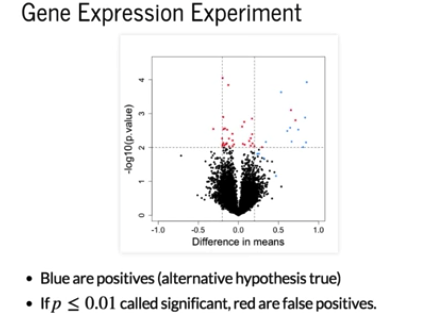 Gene Expression Experiment
-log10(p.value)
4
3
2
1
0
-1.0 -0.5 0.0 0.5 1.0
Difference in means
• Blue are positives (alternative hypothesis true)
• If p ≤ 0.01 called significant, red are false positives.